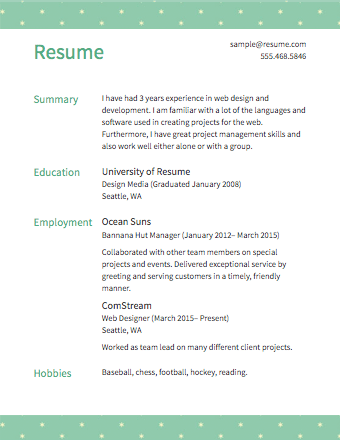 Resume
sample@resume.com
555.468.5846
Summary
I have had 3 years experience in web design and
development. I am familiar with a lot of the languages and
software used in creating projects for the web.
Furthermore, I have great project management skills and
also work well either alone or with a group.
Education
University of Resume
Design Media (Graduated January 2008)
Seattle, WA
Employment
Ocean Suns
Bannana Hut Manager (January 2012– March 2015)
Collaborated with other team members on special
projects and events. Delivered exceptional service by
greeting and serving customers in a timely, friendly
manner.
ComStream
Web Designer (March 2015– Present)
Seattle, WA
Worked as team lead on many different client projects.
Hobbies
Baseball, chess, football, hockey, reading.